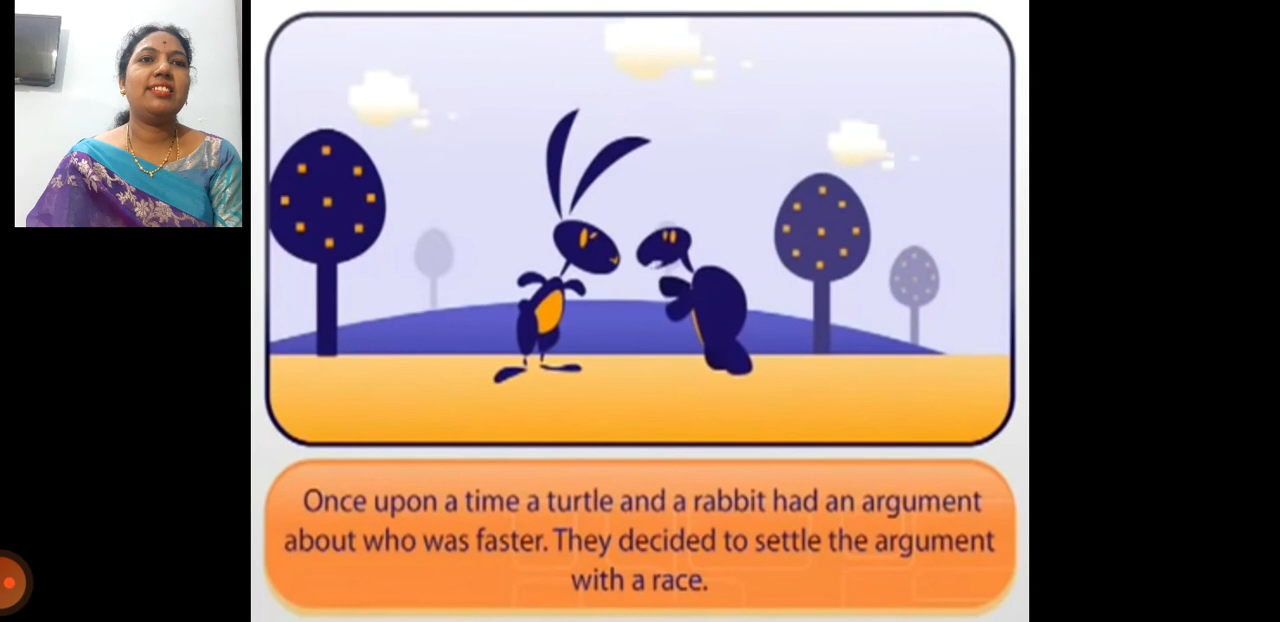 Once upon a time a turtle and a rabbit had an argument
about who was faster. They decided to settle the argument
with a race.